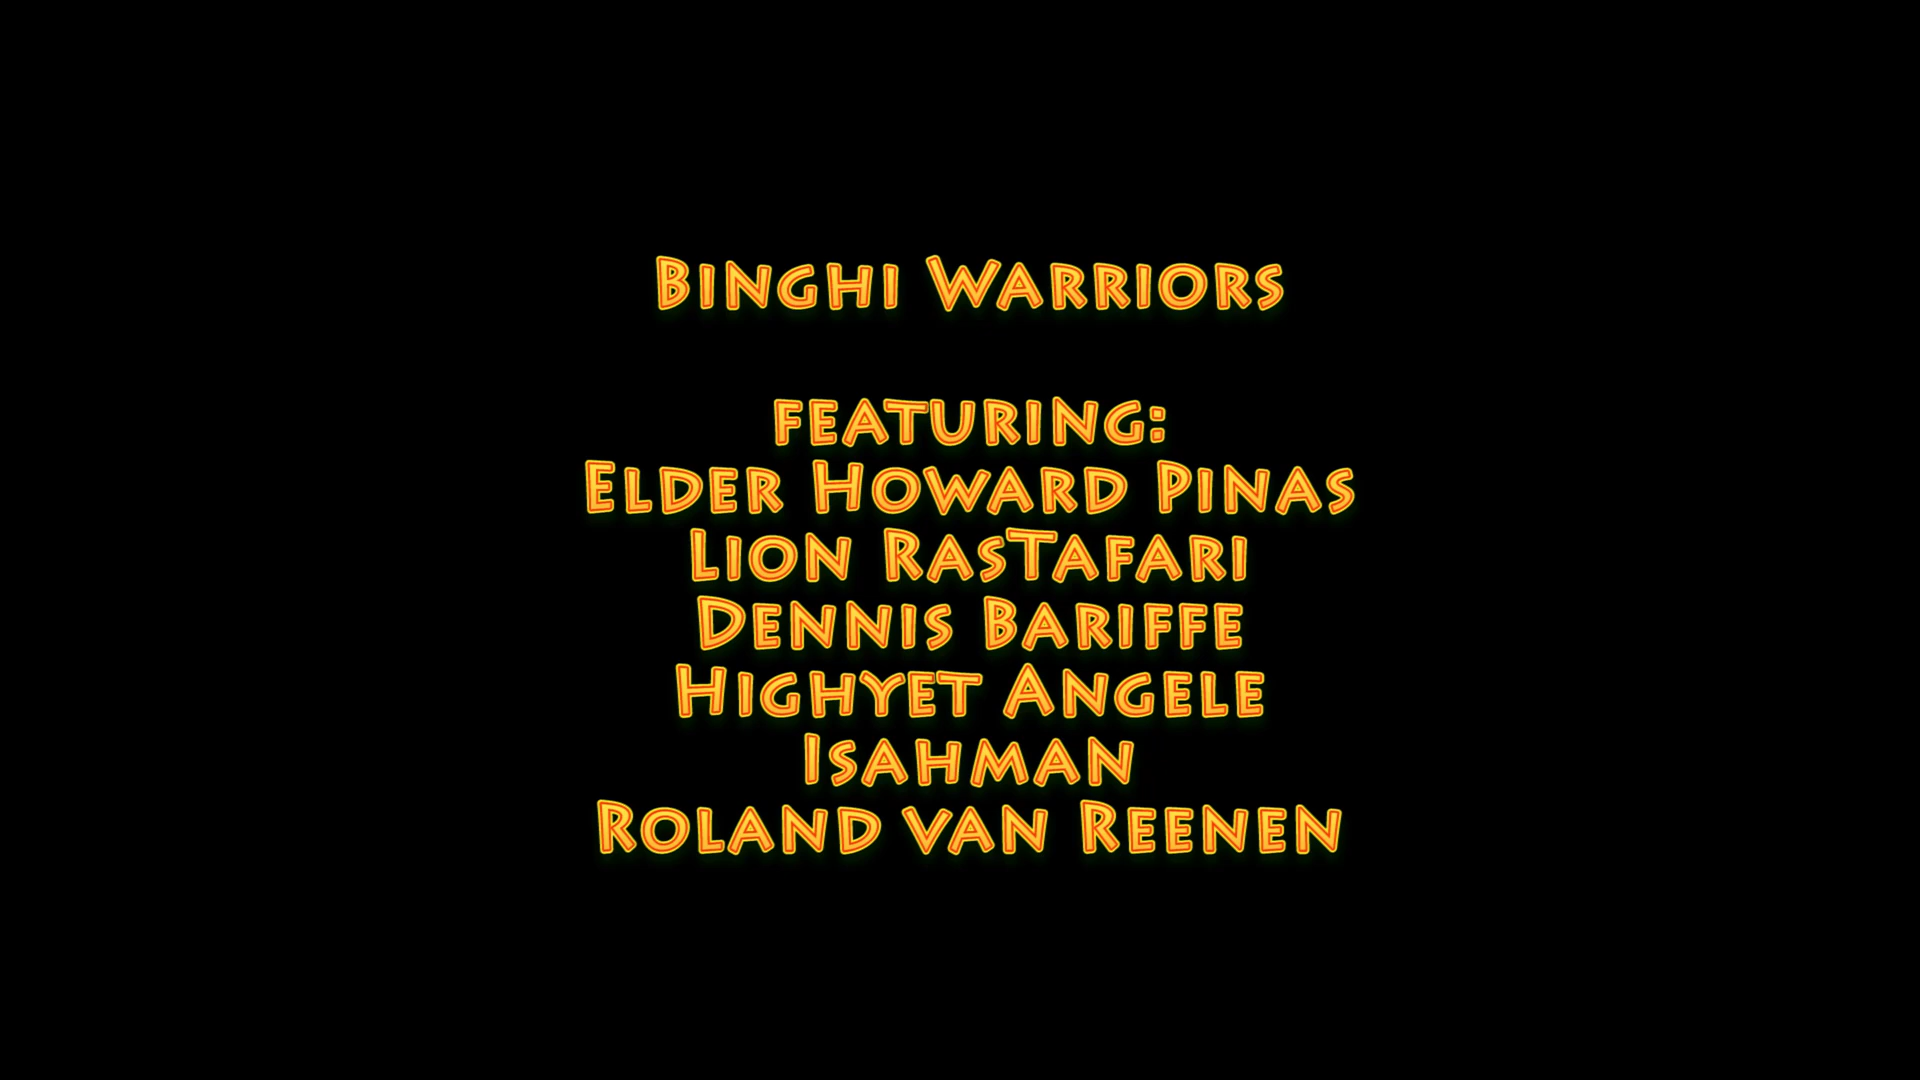 Binghi Warriors
featuring:
Elder Howard Pinas
Lion RasTafari
Dennis Bariffe
Highyet Angele
Isahman
Roland van Reenen